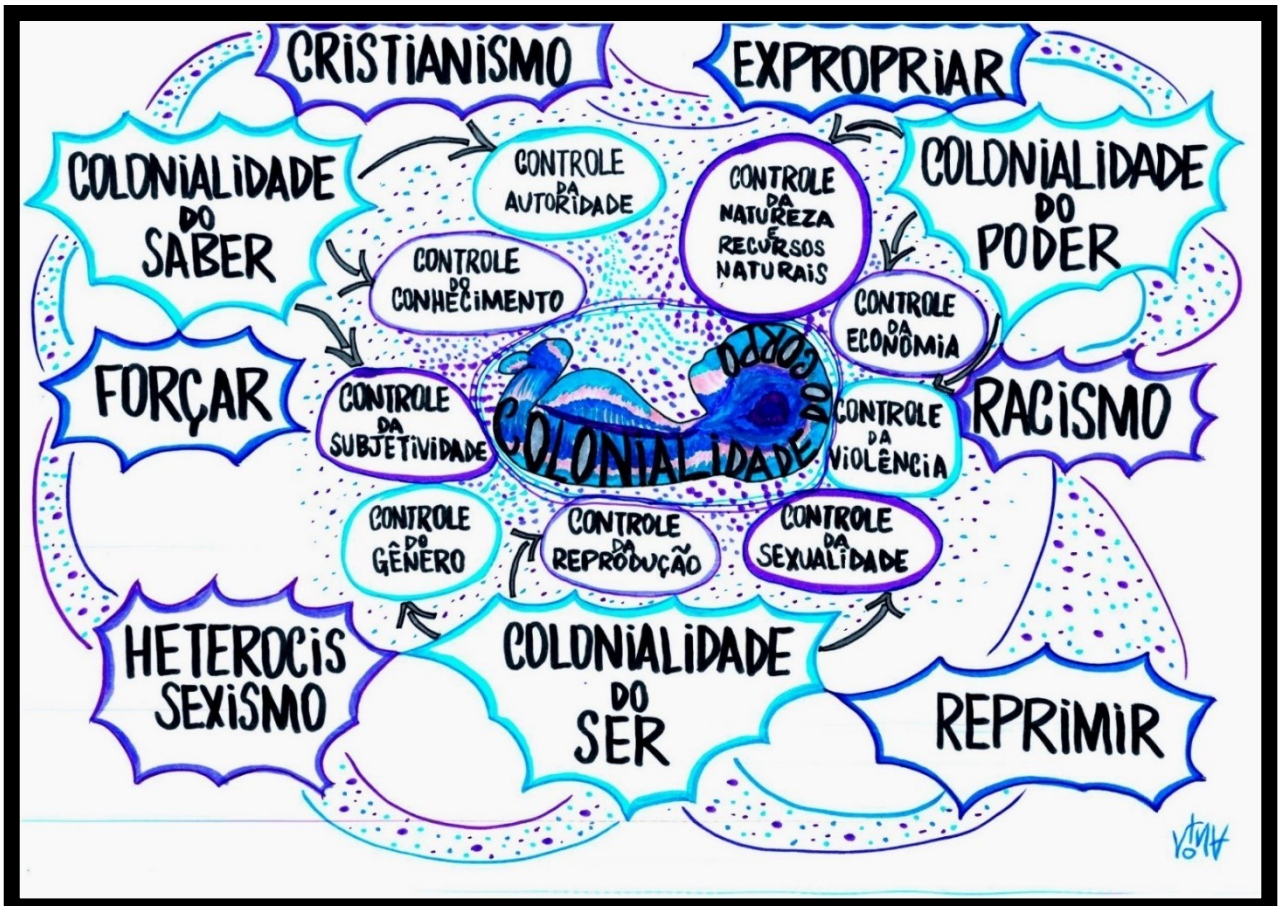 CRISTIANISMO
EXPROPRIAR
COLONIALIDADE
DO
SABER
CONTROLE
DA
AUTORIDADE
CONTROLE
DA
NATUREZA
E
RECURSOS
NATURAIS
COLONIALIDADE
DO
PODER
CONTROLE
DO
CONHECIMENTO
CONTROLE
DA
ECONÔMIA
FORÇAR
CONTROLE
DA
SUBJETIVIDADE
COLONIALIDADE DO CORPO
CONTROLE
DA
VIOLÊNCIA
RACISMO
CONTROLE
DO
GÊNERO
CONTROLE
DA
REPRODUÇÃO
CONTROLE
DA
SEXUALIDADE
HETEROCIS
SEXISMO
COLONIALIDADE
DO
SER
REPRIMIR